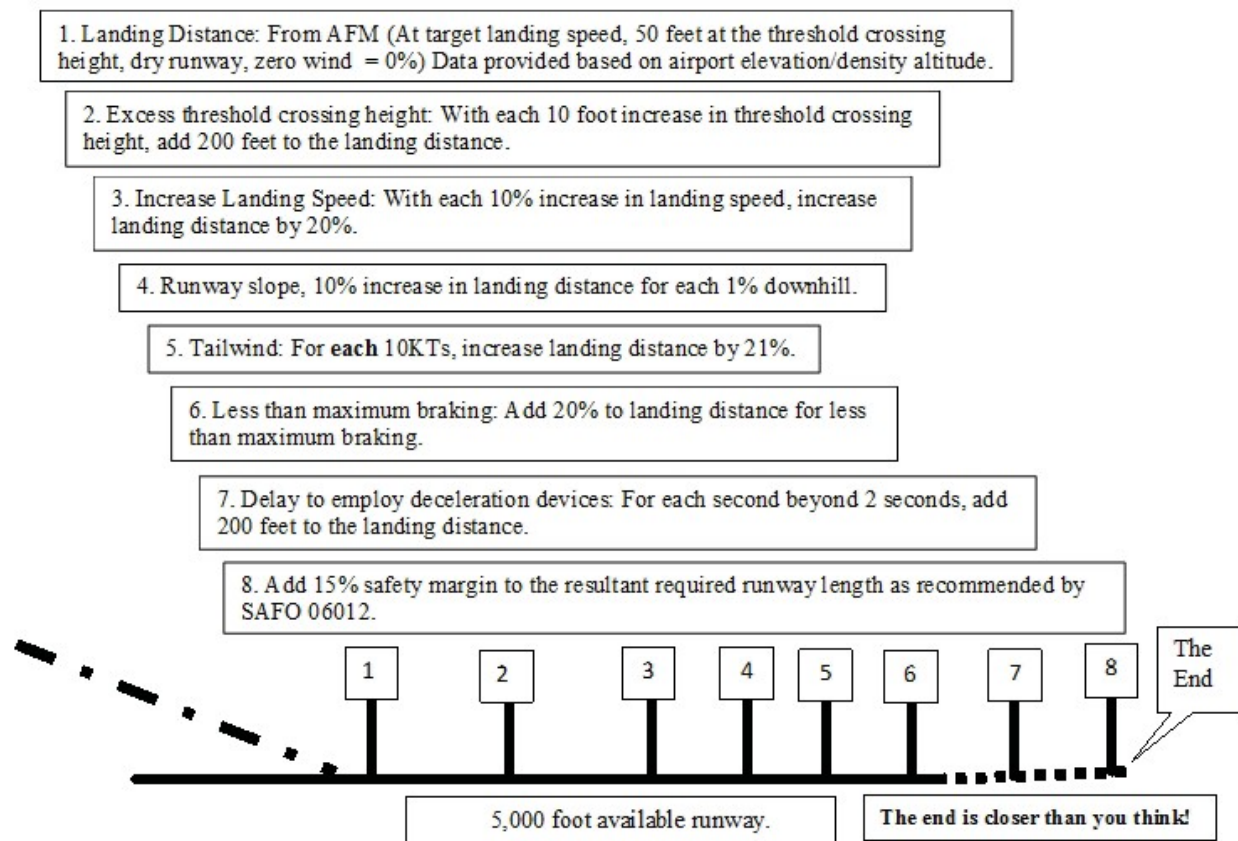 1. Landing Distance: From AFM (At target landing speed, 50 feet at the threshold crossing
height, dry runway, zero wind = 0%) Data provided based on airport elevation/density altitude.
2. Excess threshold crossing height: With each 10 foot increase in threshold crossing
height, add 200 feet to the landing distance.
3. Increase Landing Speed: With each 10% increase in landing speed, increase
landing distance by 20%.
4. Runway slope, 10% increase in landing distance for each 1% downhill.
5. Tailwind: For each 10KTs, increase landing distance by 21%.
6. Less than maximum braking: Add 20% to landing distance for less
than maximum braking.
7. Delay to employ deceleration devices: For each second beyond 2 seconds, add
200 feet to the landing distance.
8. Add 15% safety margin to the resultant required runway length as recommended by
SAFO 06012.
The
End
1
2
3
4
5
6
7
8
5,000 foot available runway.
The end is closer than you think!